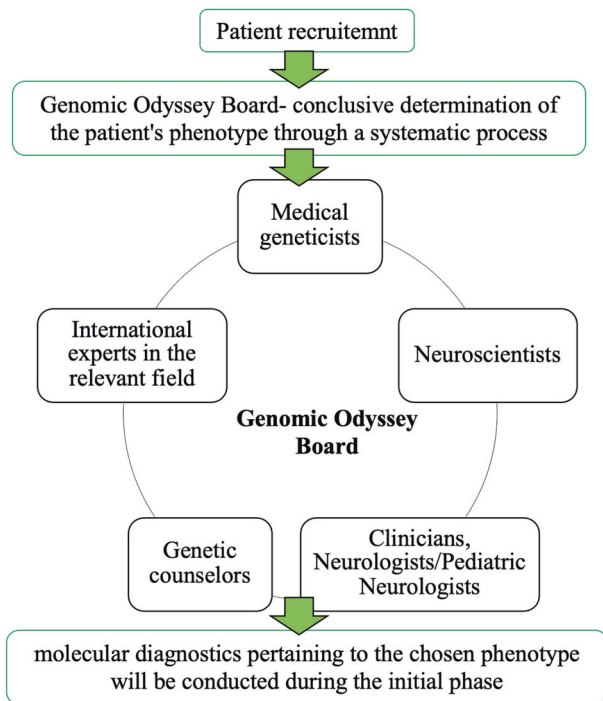 Patient recruitemnt
Genomic Odyssey Board- conclusive determination of
the patient's phenotype through a systematic process
Medical
geneticists
International
experts in the
relevant field
Neuroscientists
Genomic Odyssey
Board
Genetic
counselors
Clinicians,
Neurologists/Pediatric
Neurologists
molecular diagnostics pertaining to the chosen phenotype
will be conducted during the initial phase